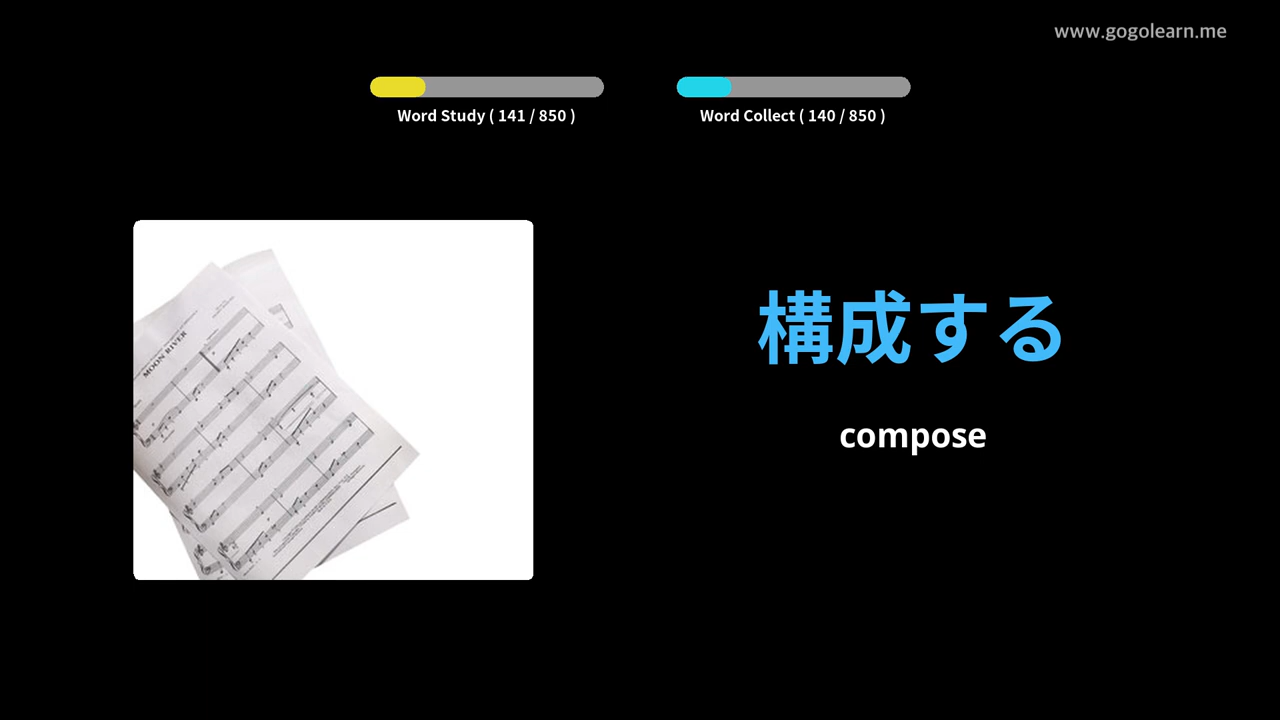 www.gogolearn.me
Word Study ( 141 / 850 )
Word Collect ( 140 / 850 )
MOON RIVER
構成する
compose